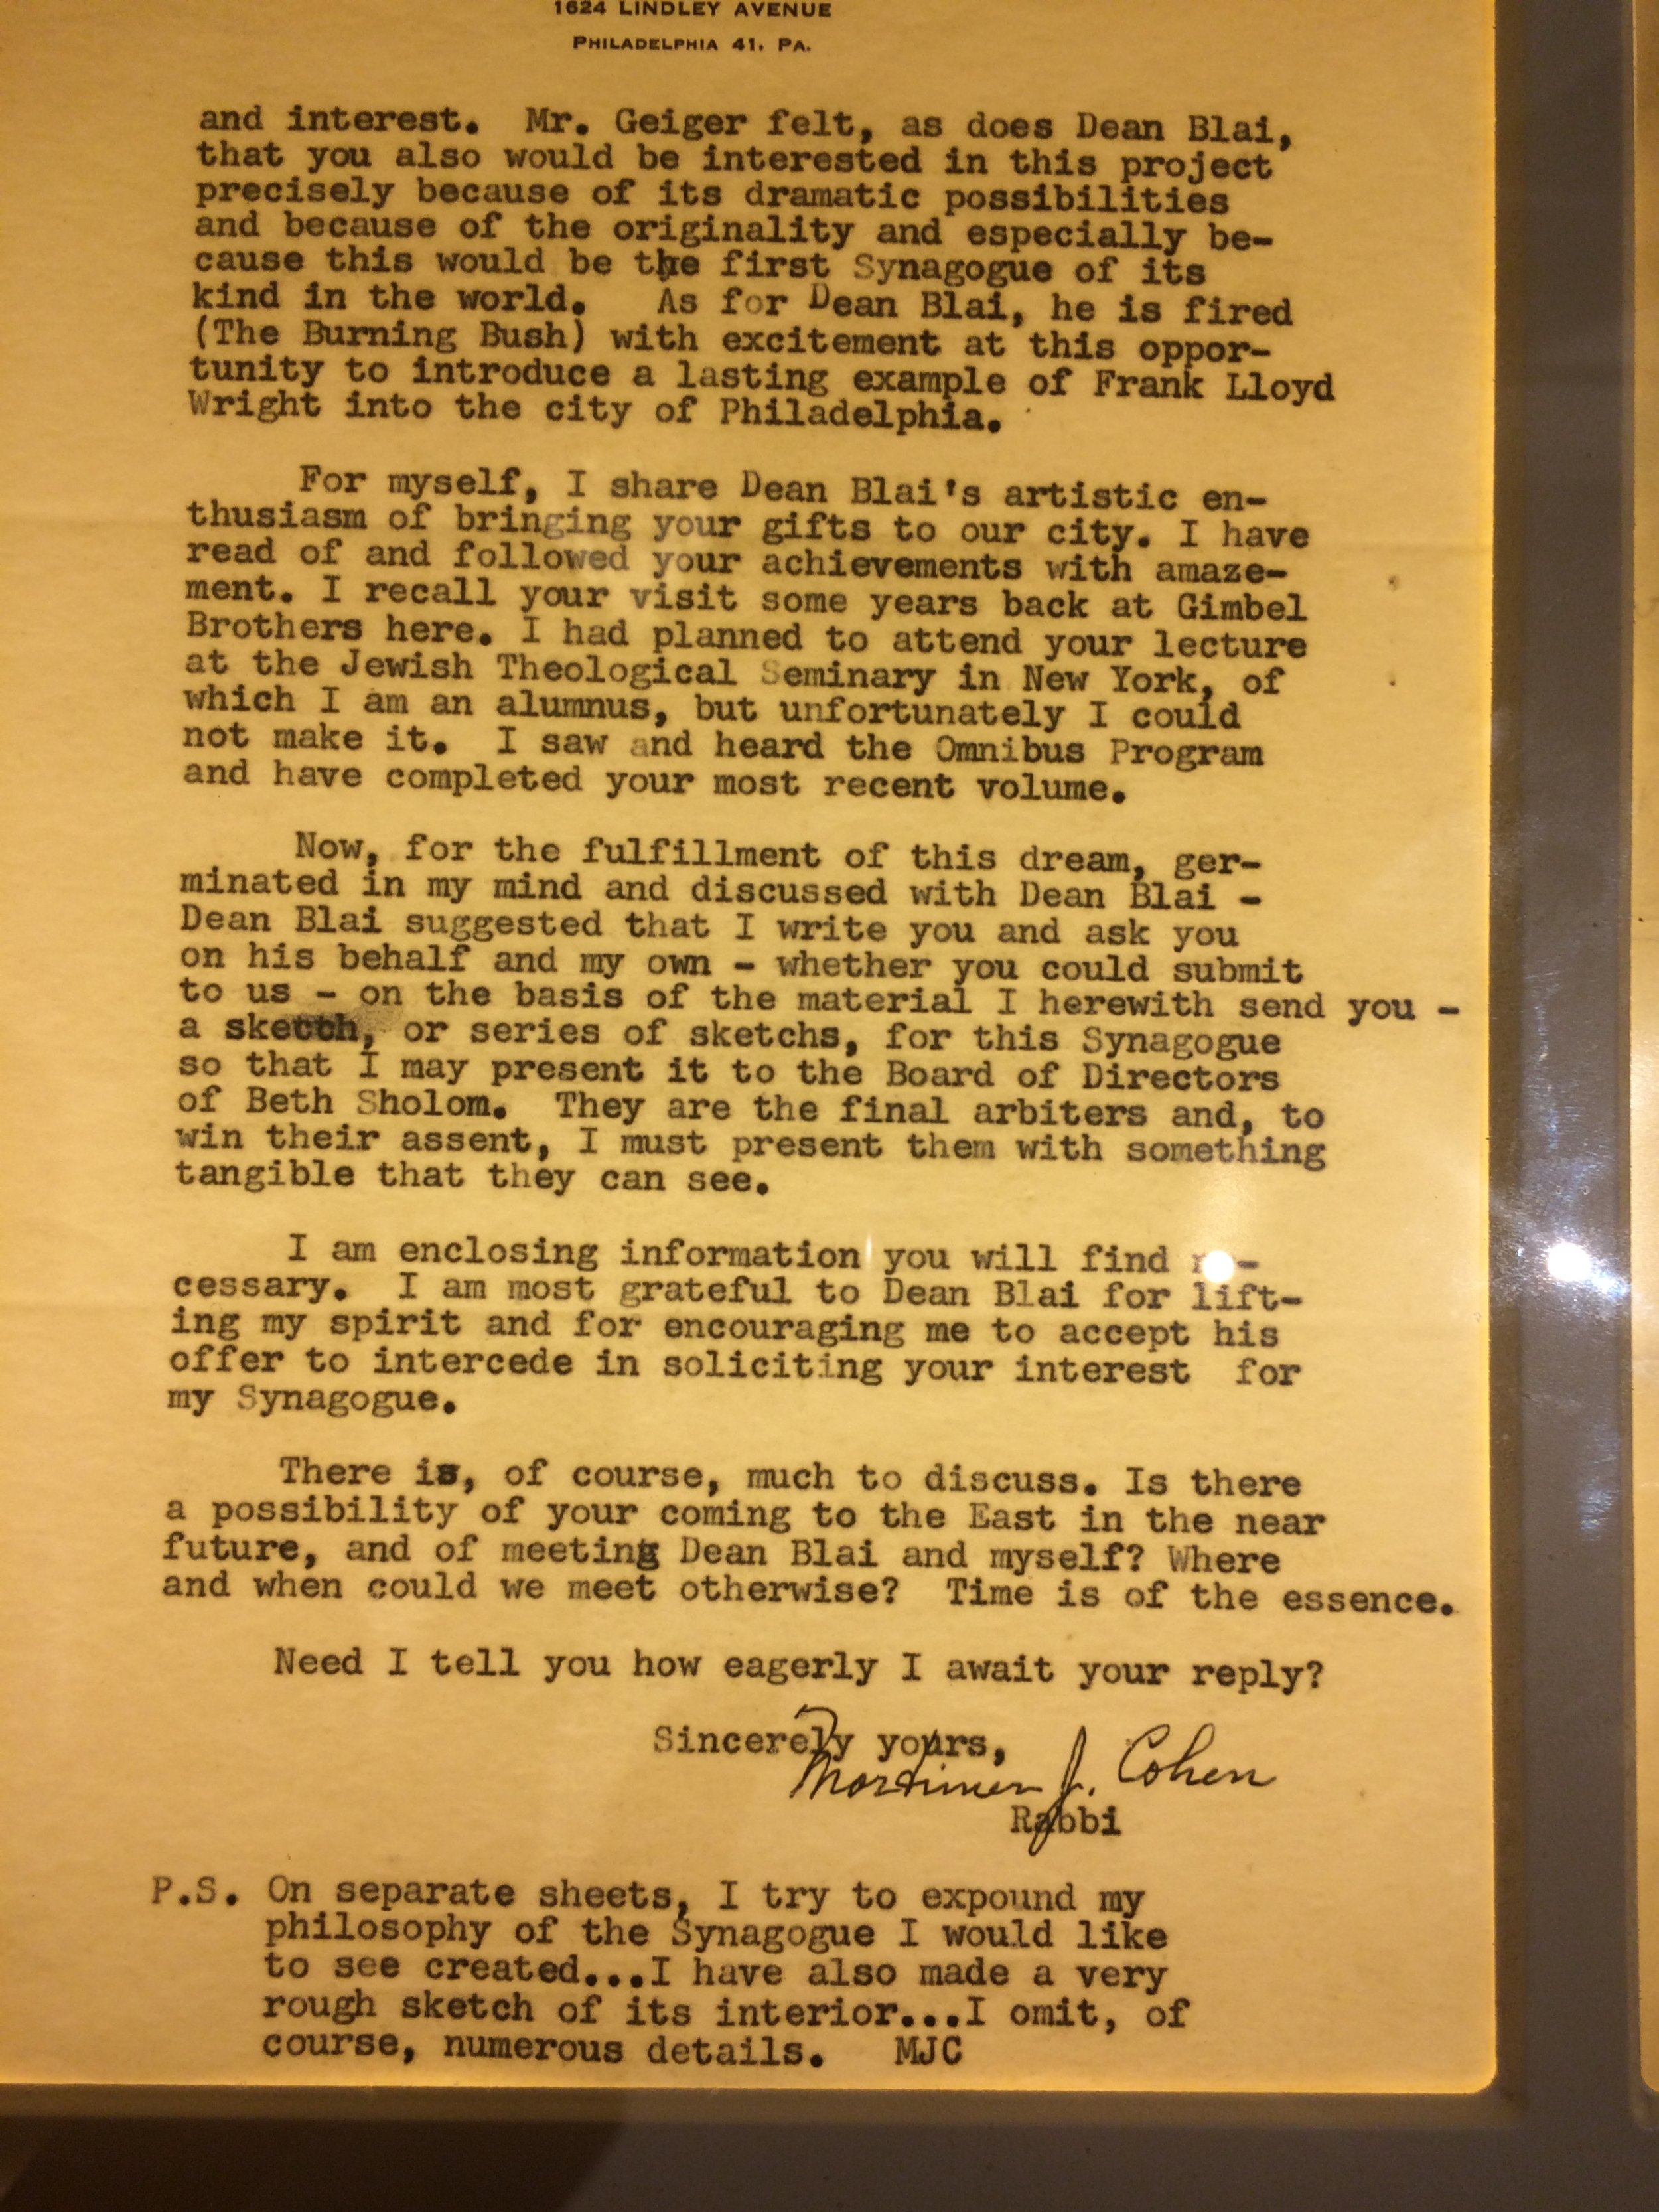 1624 LINDLEY AVENUE
PHILADELPHIA 41, PA.
and interest. Mr. Geiger felt, as does Dean Blai,
that you also would be interested in this project
precisely because of its dramatic possibilities
and because of the originality and especially be-
cause this would be the first Synagogue of its
kind in the world. As for Dean Blai, he is fired
(The Burning Bush) with excitement at this oppor-
tunity to introduce a lasting example of Frank Lloyd
Wright into the city of Philadelphia.
For myself, I share Dean Blai's artistic en-
thusiasm of bringing your gifts to our city. I have
read of and followed your achievements with amaze-
ment. I recall your visit some years back at Gimbel
Brothers here. I had planned to attend your lecture
at the Jewish Theological Seminary in New York, of
which I am an alumnus, but unfortunately I could
not make it. I saw and heard the Omnibus Program
and have completed your most recent volume.
Now, for the fulfillment of this dream, ger-
minated in my mind and discussed with Dean Blai -
Dean Blai suggested that I write you and ask you
on his behalf and my own - whether you could submit
to us - on the basis of the material I herewith send you -
a sketch, or series of sketchs, for this Synagogue
so that I may present it to the Board of Directors
of Beth Sholom. They are the final arbiters and, to
win their assent, I must present them with something
tangible that they can see.
I am enclosing information you will find
cessary. I am most grateful to Dean Blai for lift-
ing my spirit and for encouraging me to accept his
offer to intercede in soliciting your interest for
my Synagogue.
There is, of course, much to discuss. Is there
a possibility of your coming to the East in the near
future, and of meeting Dean Blai and myself? Where
and when could we meet otherwise? Time is of the essence.
Need I tell you how eagerly I await your reply?
Sincerely yours,
Mortimer J. Cohen
Rabbi
P.S. On separate sheets, I try to expound my
philosophy of the Synagogue I would like
to see created...I have also made a very
rough sketch of its interior...I omit, of
course, numerous details. MJC